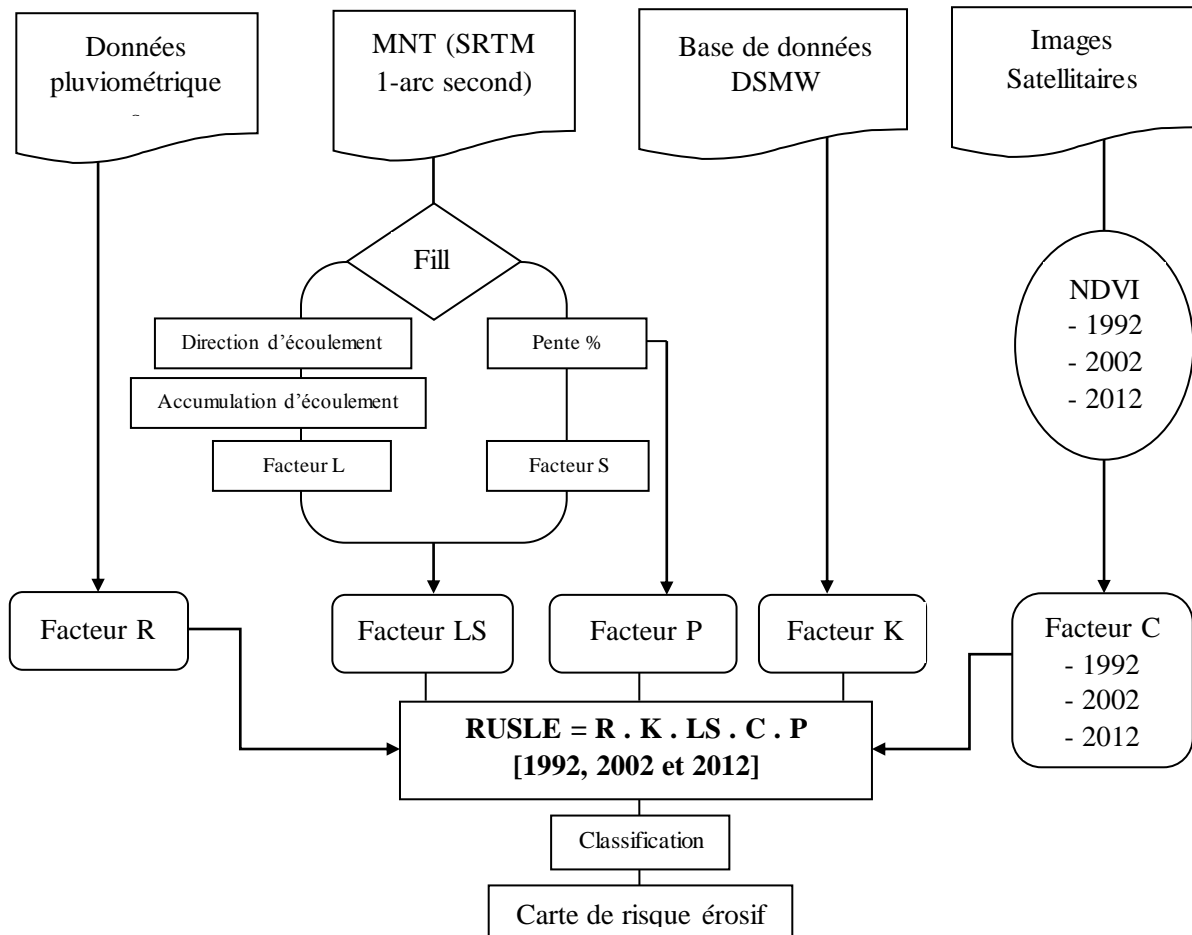 Données
pluviométrique
MNT (SRTM
1-arc second)
Base de données
DSMW
Images
Satellitaires
Fill
NDVI
- 1992
- 2002
- 2012
Direction d'écoulement
Pente %
Accumulation d'écoulement
Facteur L
Facteur S
Facteur R
Facteur LS
Facteur P
Facteur K
Facteur C
- 1992
- 2002
- 2012
RUSLE = R . K . LS . C . P
[1992, 2002 et 2012]
Classification
Carte de risque érosif